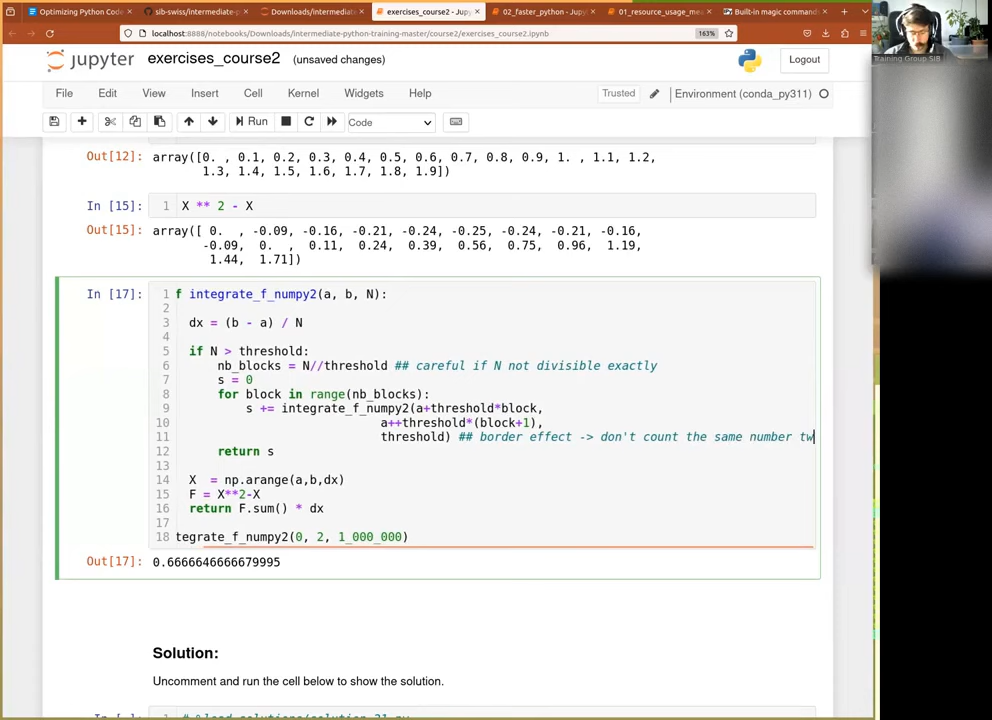 Optimizing Python Cod
sib-swiss/intermediate-p
Downloads/intermediate
exercises_course2 - Jup
02_faster_python - Jup
01_resource_usage_me
Built-in magic command
localhost:8888/notebooks/Downloads/intermediate-python-training-master/course2/exercises_course2.ipynb
163%
Training Group SIB
jupyter exercises_course2 (unsaved changes)
Logout
File Edit View Insert Cell Kernel Widgets Help
Trusted
Environment (conda_py311)
Run
Code
Out[12]: array([0. , 0.1, 0.2, 0.3, 0.4, 0.5, 0.6, 0.7, 0.8, 0.9, 1. , 1.1, 1.2,
1.3, 1.4, 1.5, 1.6, 1.7, 1.8, 1.9])
In [15]: 1 X ** 2 - X
Out[15]: array([ 0. , -0.09, -0.16, -0.21, -0.24, -0.25, -0.24, -0.21, -0.16,
-0.09, 0. , 0.11, 0.24, 0.39, 0.56, 0.75, 0.96, 1.19,
1.44, 1.71])
In [17]: 1 f integrate_f_numpy2(a, b, N):
2
3 dx = (b - a) / N
4
5 if N > threshold:
6 nb_blocks = N//threshold ## careful if N not divisible exactly
7 s = 0
8 for block in range(nb_blocks):
9 s += integrate_f_numpy2(a+threshold*block,
10 a++threshold*(block+1),
11 threshold) ## border effect -> don't count the same number tw
12 return s
13
14 X = np.arange(a,b,dx)
15 F = X**2-X
16 return F.sum() * dx
17
18 tegrate_f_numpy2(0, 2, 1_000_000)
Out[17]: 0.6666646666679995
Solution:
Uncomment and run the cell below to show the solution.